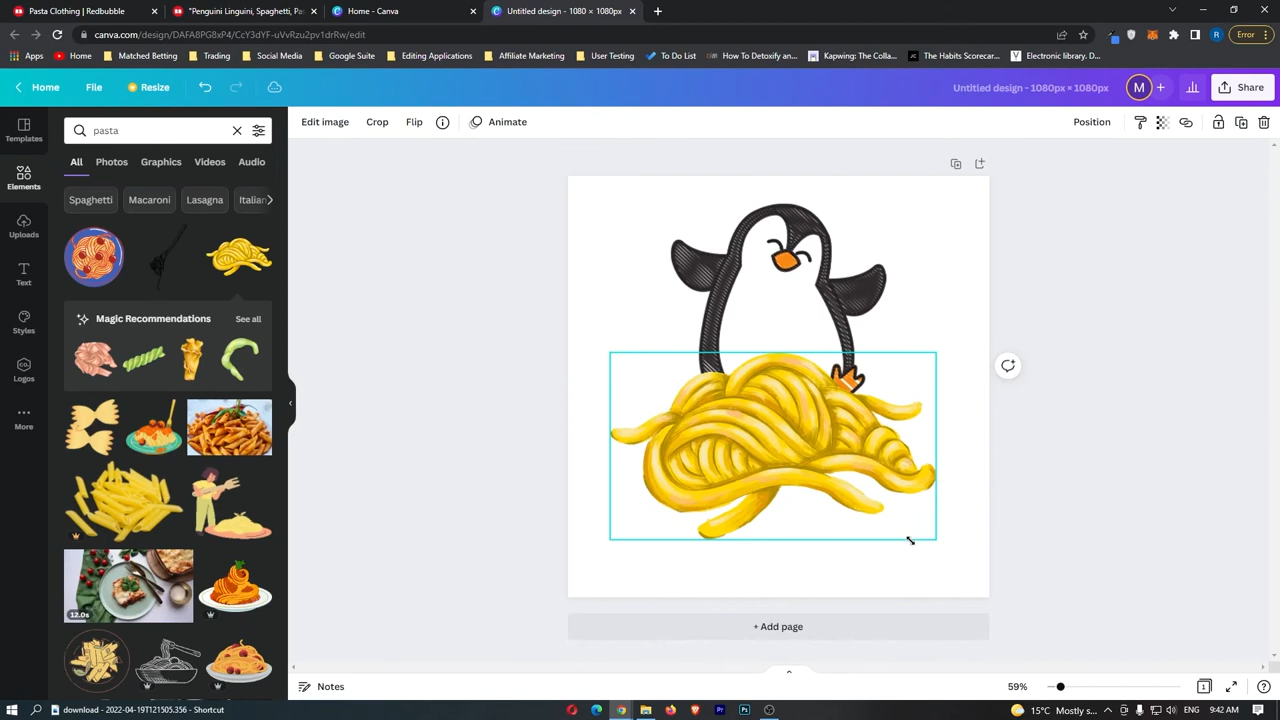 Pasta Clothing | Redbubble
"Penguini Linguini, Spaghetti, Pas
Home - Canva
Untitled design - 1080 × 1080px
canva.com/design/DAFA8PG8xP4/CcY3dYF-uVvRzu2pv1drRw/edit
Error
Apps
Home
Matched Betting
Trading
Social Media
Google Suite
Editing Applications
Affiliate Marketing
User Testing
To Do List
How To Detoxify an...
Kapwing: The Colla...
The Habits Scorecar...
Electronic library. D...
Home
File
Resize
Untitled design - 1080px × 1080px
M
Share
Templates
Elements
Uploads
Text
Styles
Logos
More
pasta
All
Photos
Graphics
Videos
Audio
Spaghetti
Macaroni
Lasagna
Italian
Magic Recommendations
See all
12.0s
Edit image
Crop
Flip
Animate
Position
+ Add page
Notes
59%
1
download - 2022-04-19T121505.356 - Shortcut
15°C Mostly s...
ENG
9:42 AM